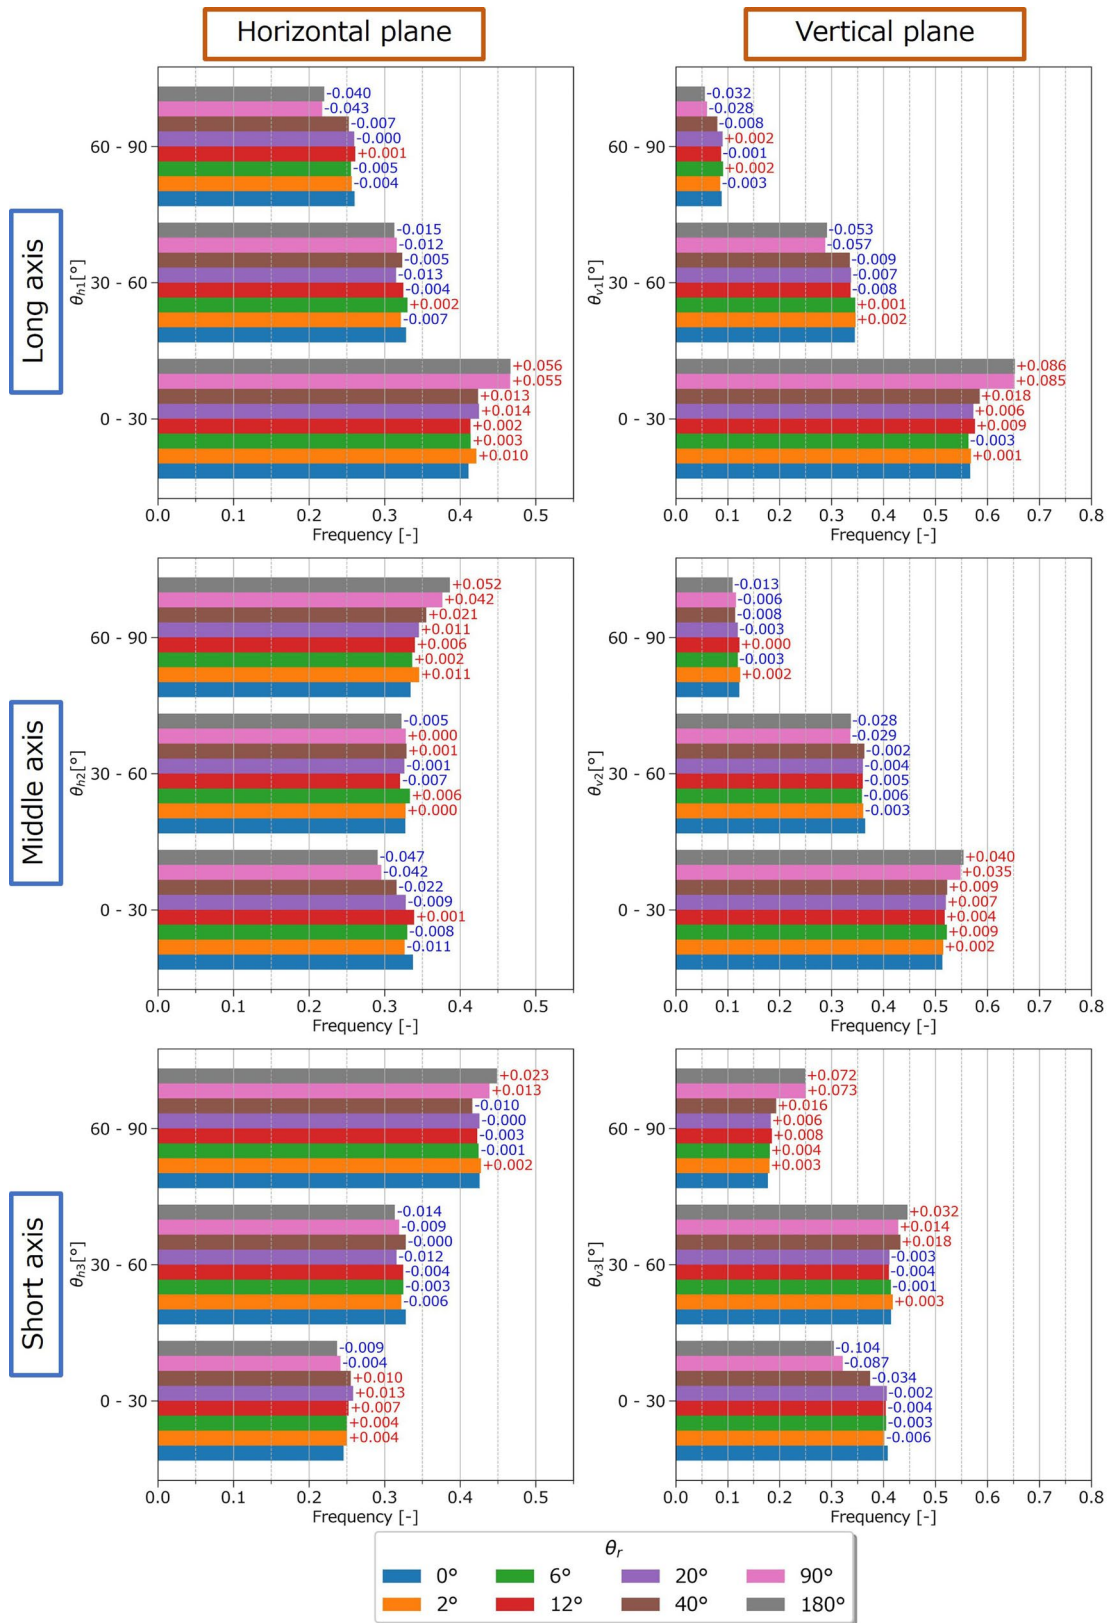 Horizontal plane
Vertical plane
Long axis
θh1[°]
60 - 90
-0.040
-0.043
-0.007
-0.000
+0.001
-0.005
-0.004
30 - 60
-0.015
-0.012
-0.005
-0.013
-0.004
+0.002
-0.007
0 - 30
+0.056
+0.055
+0.013
+0.014
+0.002
+0.003
+0.010
0.0 0.1 0.2 0.3 0.4 0.5
Frequency [-]
θv1[°]
60 - 90
-0.032
-0.028
-0.008
+0.002
-0.001
+0.002
-0.003
30 - 60
-0.053
-0.057
-0.009
-0.007
-0.008
+0.001
+0.002
0 - 30
+0.086
+0.085
+0.018
+0.006
+0.009
-0.003
+0.001
0.0 0.1 0.2 0.3 0.4 0.5 0.6 0.7 0.8
Frequency [-]
Middle axis
θh2[°]
60 - 90
+0.052
+0.042
+0.021
+0.011
+0.006
+0.002
+0.011
30 - 60
-0.005
+0.000
+0.001
-0.001
-0.007
+0.006
+0.000
0 - 30
-0.047
-0.042
-0.022
-0.009
+0.001
-0.008
-0.011
0.0 0.1 0.2 0.3 0.4 0.5
Frequency [-]
θv2[°]
60 - 90
-0.013
-0.006
-0.008
-0.003
+0.000
-0.003
+0.002
30 - 60
-0.028
-0.029
-0.002
-0.004
-0.005
-0.006
-0.003
0 - 30
+0.040
+0.035
+0.009
+0.007
+0.004
+0.009
+0.002
0.0 0.1 0.2 0.3 0.4 0.5 0.6 0.7 0.8
Frequency [-]
Short axis
θh3[°]
60 - 90
+0.023
+0.013
-0.010
-0.000
-0.003
-0.001
+0.002
30 - 60
-0.014
-0.009
-0.000
-0.012
-0.004
-0.003
-0.006
0 - 30
-0.009
-0.004
+0.010
+0.013
+0.007
+0.004
+0.004
0.0 0.1 0.2 0.3 0.4 0.5
Frequency [-]
θv3[°]
60 - 90
+0.072
+0.073
+0.016
+0.006
+0.008
+0.004
+0.003
30 - 60
+0.032
+0.014
+0.018
-0.003
-0.004
-0.001
+0.003
0 - 30
-0.104
-0.087
-0.034
-0.002
-0.004
-0.003
-0.006
0.0 0.1 0.2 0.3 0.4 0.5 0.6 0.7 0.8
Frequency [-]
θr
0° 6° 20° 90°
2° 12° 40° 180°